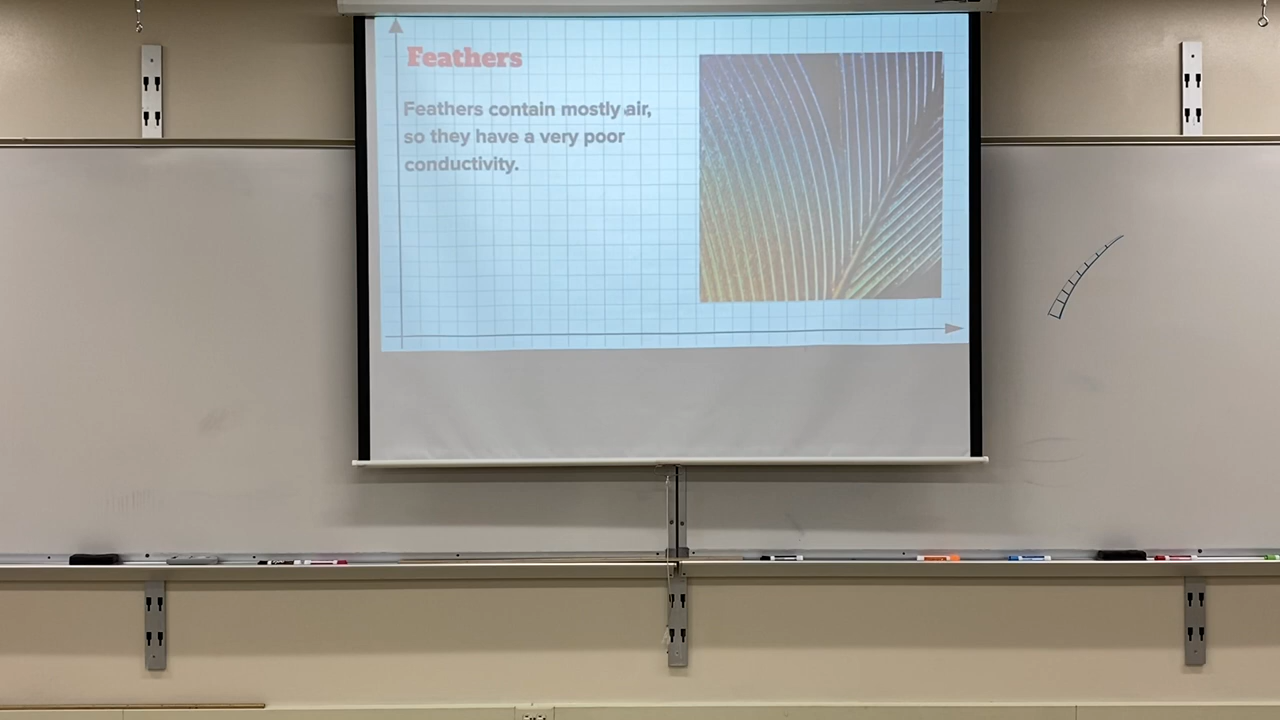 Feathers
Feathers contain mostly air,
so they have a very poor
conductivity.